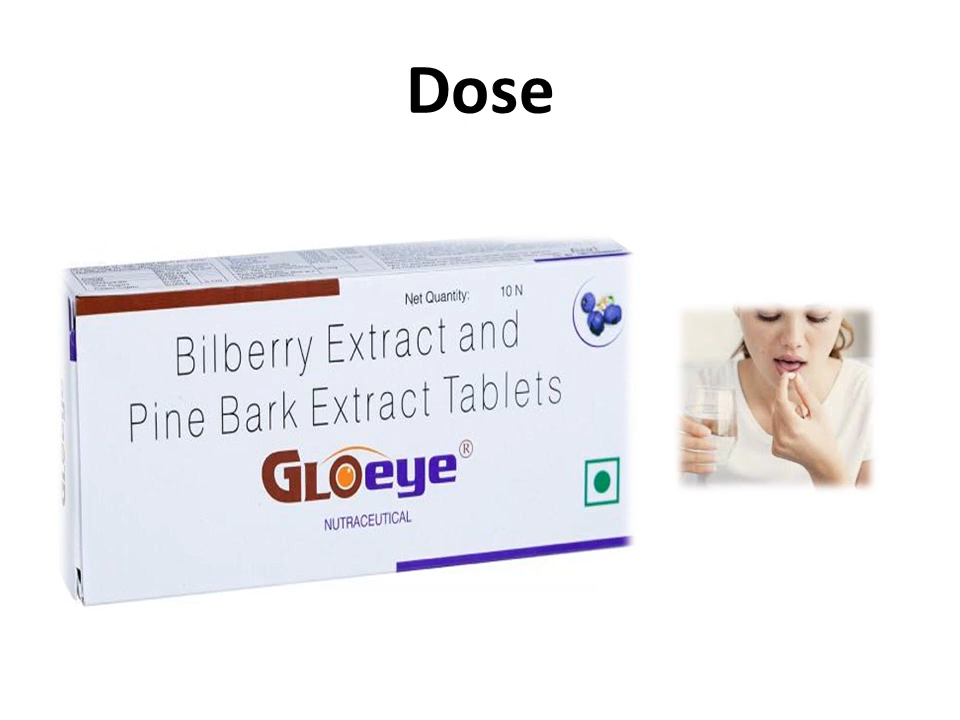 Dose
Net Quantity: 10 N
Bilberry Extract and
Pine Bark Extract Tablets
GLOeye®
NUTRACEUTICAL